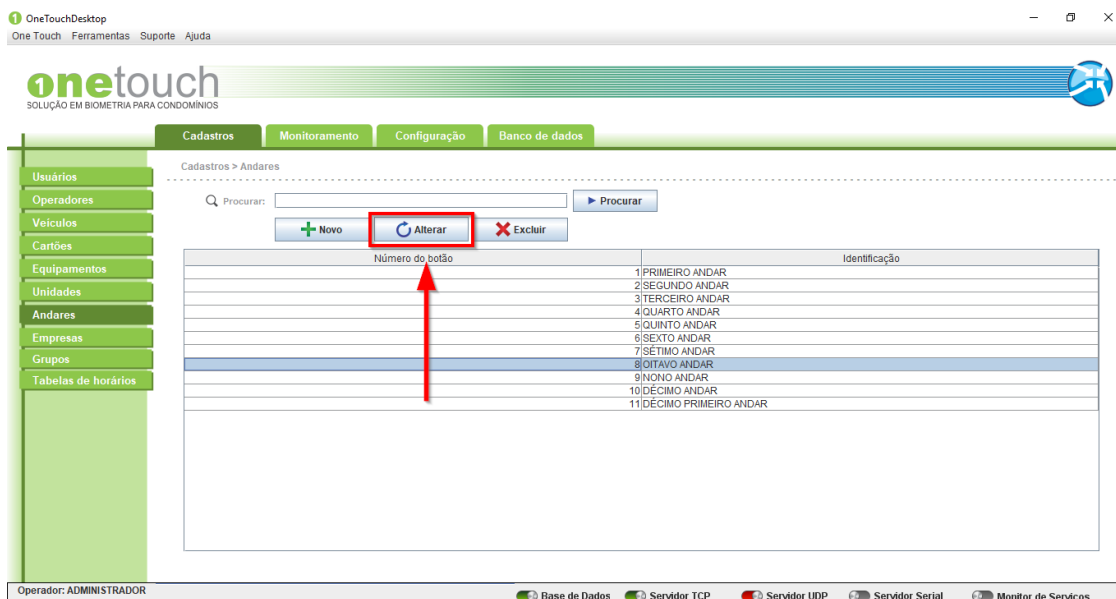 OneTouchDesktop
One Touch Ferramentas Suporte Ajuda
onetouch
SOLUÇÃO EM BIOMETRIA PARA CONDOMÍNIOS
Cadastros Monitoramento Configuração Banco de dados
Cadastros > Andares
Usuários
Operadores
Veículos
Cartões
Equipamentos
Unidades
Andares
Empresas
Grupos
Tabelas de horários
Procurar: Procurar
Novo Alterar Excluir
Número do botão Identificação
1 PRIMEIRO ANDAR
2 SEGUNDO ANDAR
3 TERCEIRO ANDAR
4 QUARTO ANDAR
5 QUINTO ANDAR
6 SEXTO ANDAR
7 SÉTIMO ANDAR
8 OITAVO ANDAR
9 NONO ANDAR
10 DÉCIMO ANDAR
11 DÉCIMO PRIMEIRO ANDAR
Operador: ADMINISTRADOR
Base de Dados Servidor TCP Servidor UDP Servidor Serial Monitor de Serviços